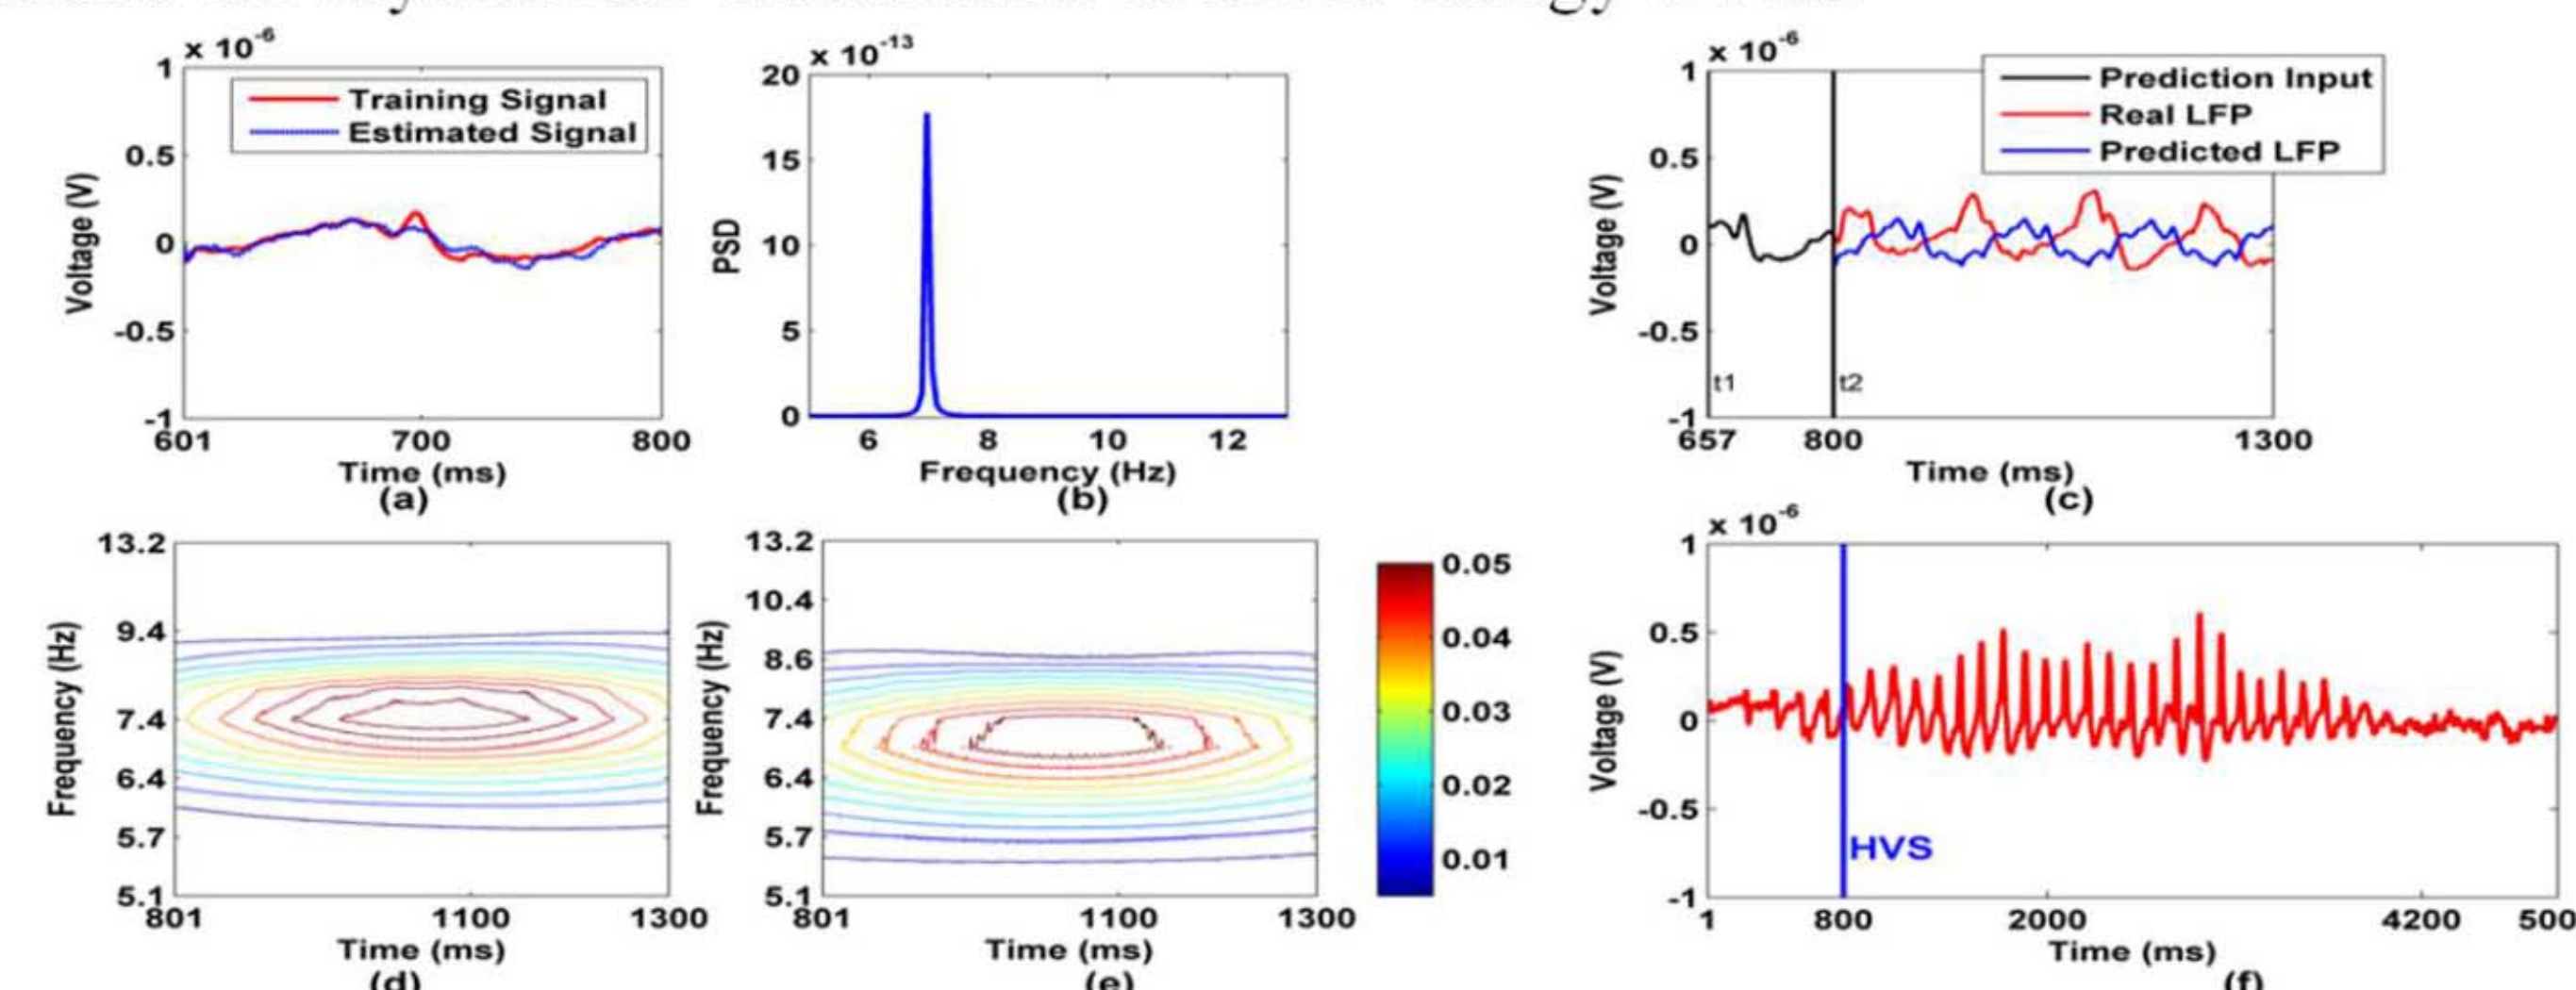 x 10-6
1
0.5
0
-0.5
-1
Voltage (V)
Training Signal
Estimated Signal
601 700 800
Time (ms)
(a)
x 10-13
20
15
10
5
0
PSD
6 8 10 12
Frequency (Hz)
(b)
x 10-6
1
0.5
0
-0.5
-1
Voltage (V)
Prediction Input
Real LFP
Predicted LFP
t1 t2
657 800 1300
Time (ms)
(c)
13.2
9.4
7.4
6.4
5.7
5.1
Frequency (Hz)
801 1100 1300
Time (ms)
(d)
13.2
10.4
8.6
7.4
6.4
5.7
5.1
Frequency (Hz)
801 1100 1300
Time (ms)
(e)
0.05
0.04
0.03
0.02
0.01
x 10-6
1
0.5
0
-0.5
-1
Voltage (V)
HVS
1 800 2000 4200 500
Time (ms)
(f)